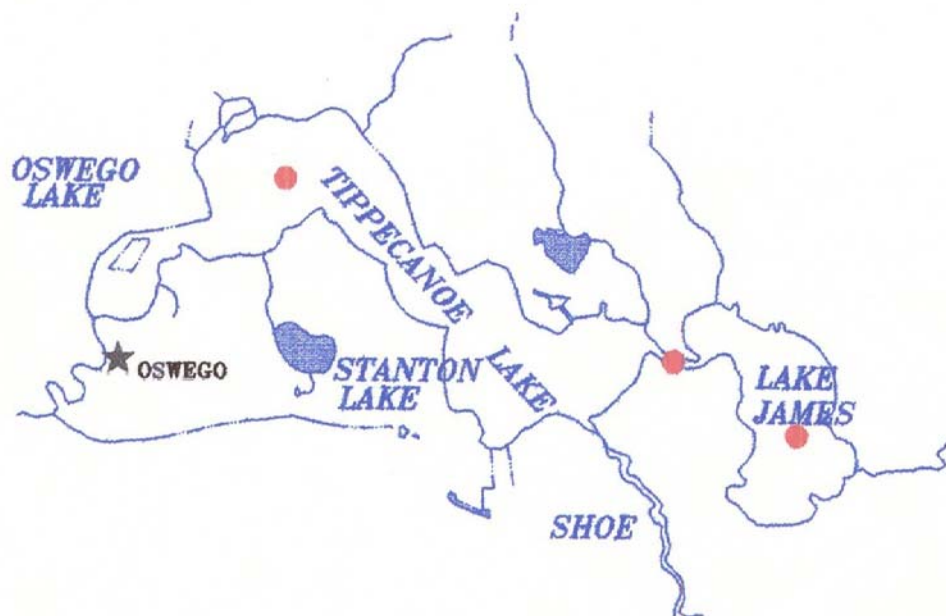 OSWEGO
LAKE
TIPPECANOE
LAKE
OSWEGO
STANTON
LAKE
LAKE
JAMES
SHOE